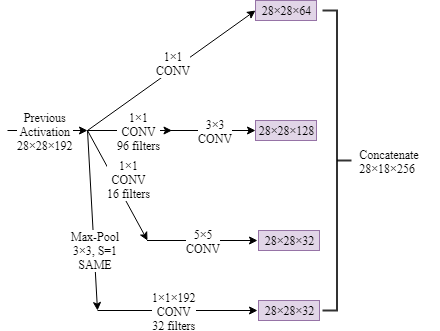 28×28×64
1×1
CONV
Previous
Activation
28×28×192
1×1
CONV
96 filters
3×3
CONV
28×28×128
Concatenate
28×18×256
1×1
CONV
16 filters
Max-Pool
3×3, S=1
SAME
5×5
CONV
28×28×32
1×1×192
CONV
32 filters
28×28×32